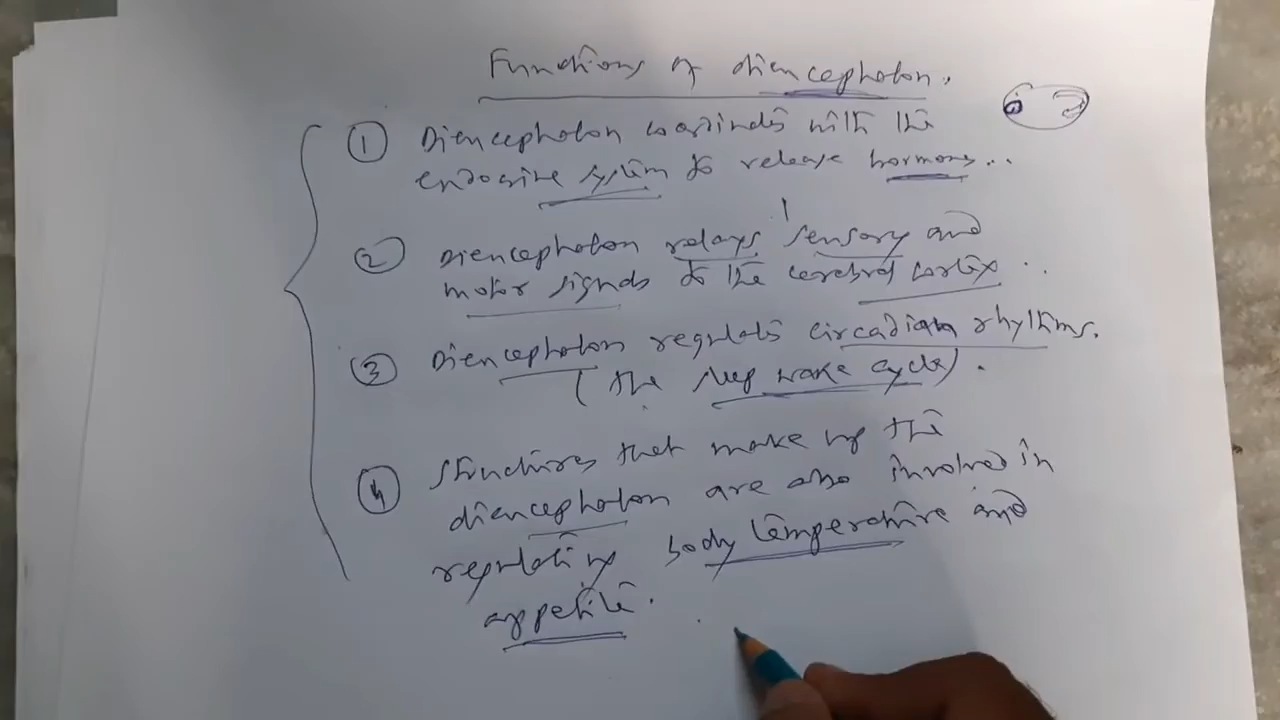 Functions of diencephalon.
① Diencephalon coordinates with the
endocrine system to release hormones...
② Diencephalon relays sensory and
motor signals to the cerebral cortex..
③ Diencephalon regulates circadian rhythms.
(the sleep wake cycle).
④ Structures that make up the
diencephalon are also involved in
regulating body temperature and
appetite.